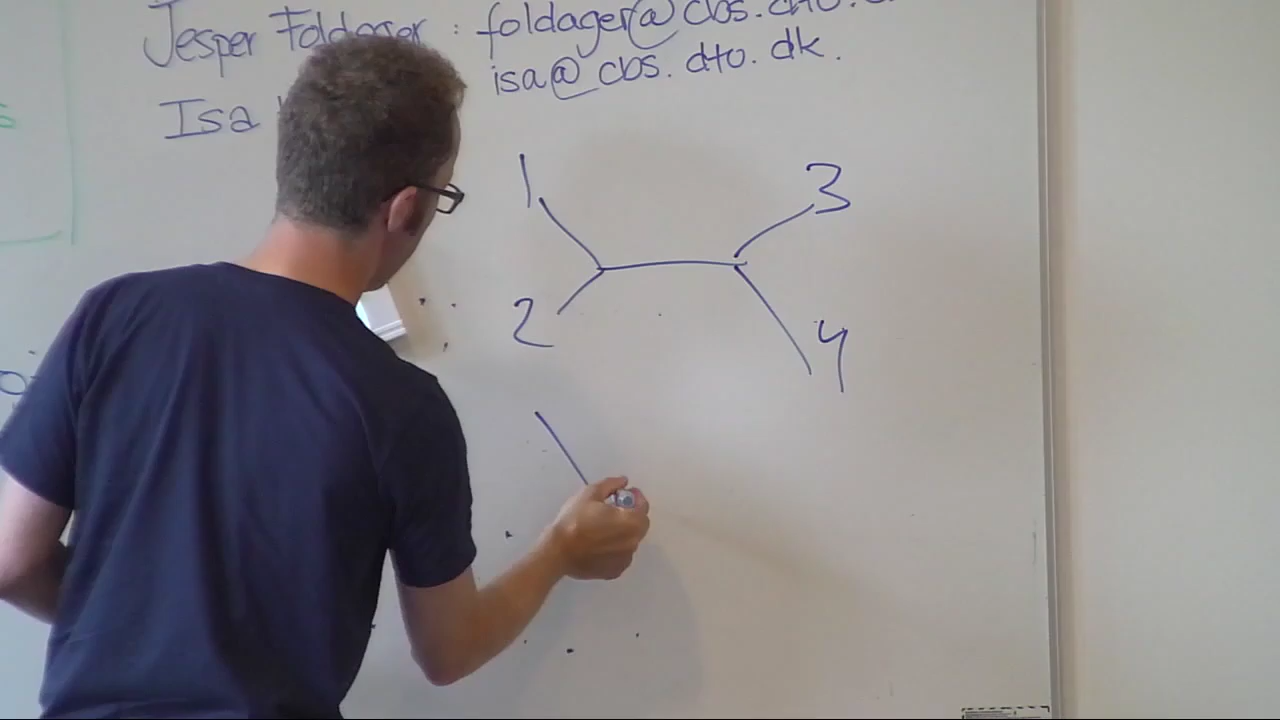 Jesper Foldager : foldager@cbs.dtu.
Isa isa@cbs.dtu.dk.
1 3
2 4